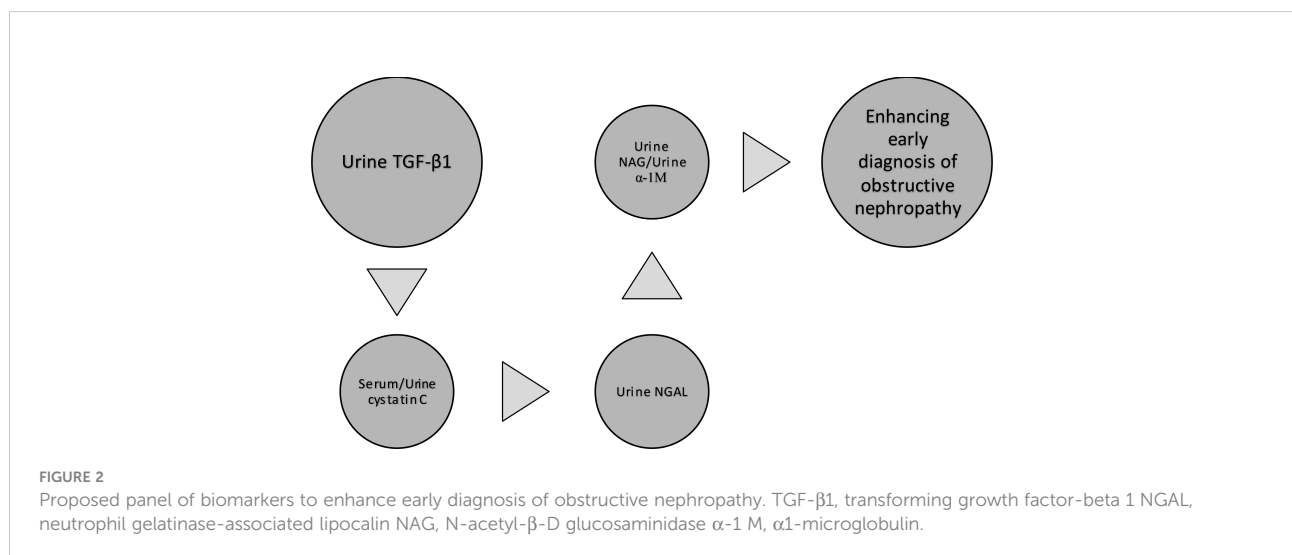 Urine TGF-β1
Serum/Urine
cystatin C
Urine NGAL
Urine
NAG/Urine
α-1M
Enhancing
early
diagnosis of
obstructive
nephropathy
FIGURE 2
Proposed panel of biomarkers to enhance early diagnosis of obstructive nephropathy. TGF-β1, transforming growth factor-beta 1 NGAL,
neutrophil gelatinase-associated lipocalin NAG, N-acetyl-β-D glucosaminidase α-1 M, α1-microglobulin.